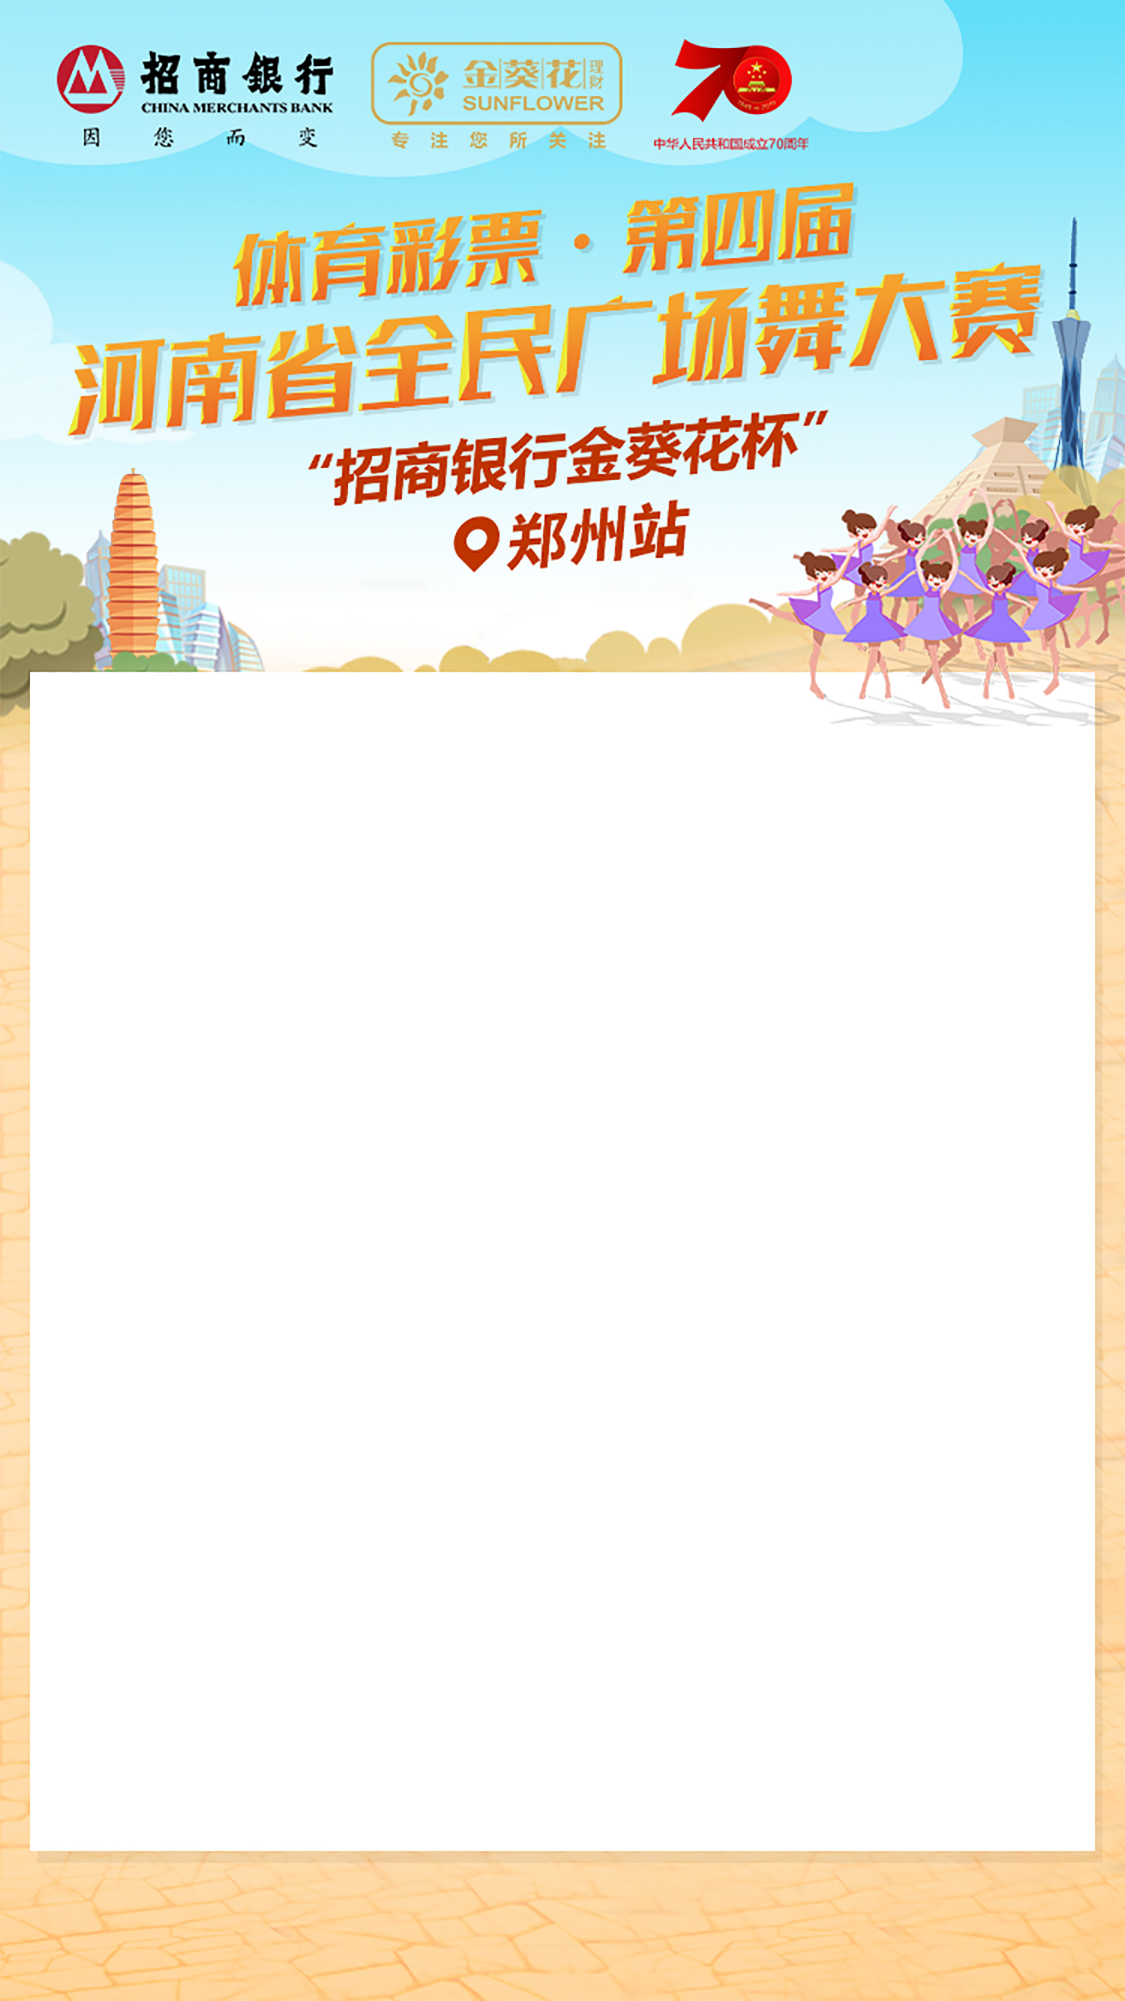 招商銀行
CHINA MERCHANTS BANK
因您而变
金葵花理财
SUNFLOWER
专注您所关注
70
1949-2019
中华人民共和国成立70周年
体育彩票·第四届
河南省全民广场舞大赛
“招商银行金葵花杯”
郑州站